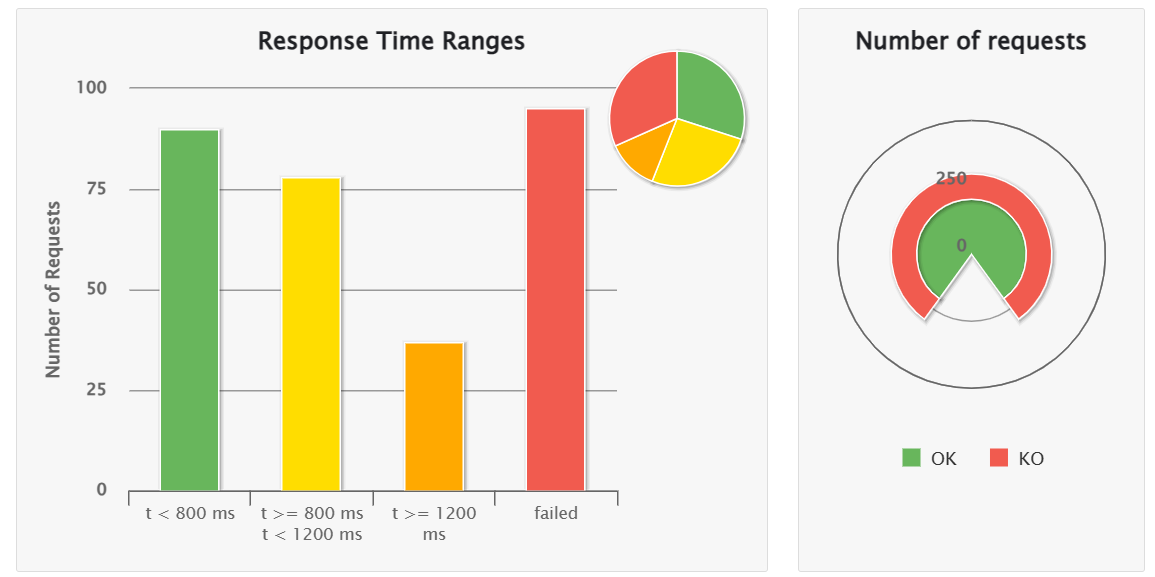 Response Time Ranges
Number of Requests
100
75
50
25
0
t < 800 ms
t >= 800 ms
t < 1200 ms
t >= 1200
ms
failed
Number of requests
250
0
OK
KO